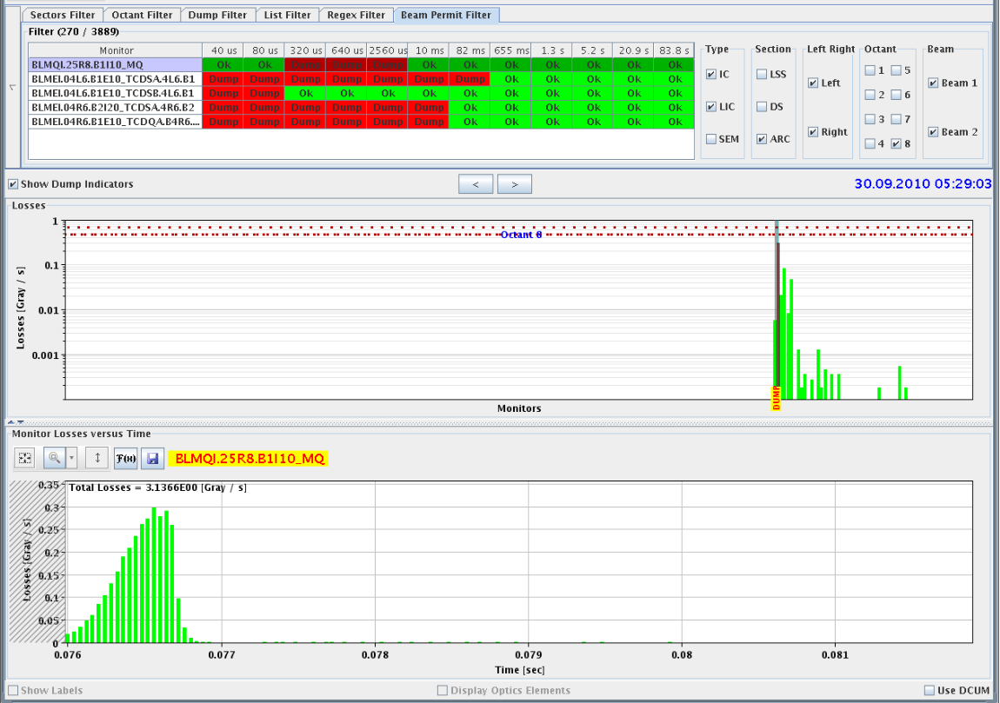 Sectors Filter Octant Filter Dump Filter List Filter Regex Filter Beam Permit Filter
Filter (270 / 3889)
Monitor 40 us 80 us 320 us 640 us 2560 us 10 ms 82 ms 655 ms 1.3 s 5.2 s 20.9 s 83.8 s
BLMQI.25R8.B1I10_MQ Ok Ok Dump Dump Dump Ok Ok Ok Ok Ok Ok Ok
BLMEI.04L6.B1E10_TCDSA.4L6.B1 Dump Dump Dump Dump Dump Dump Dump Ok Ok Ok Ok Ok
BLMEI.04L6.B1E10_TCDSB.4L6.B1 Dump Dump Ok Ok Ok Ok Ok Ok Ok Ok Ok Ok
BLMEI.04R6.B2I20_TCDSA.4R6.B2 Dump Dump Dump Dump Dump Dump Ok Ok Ok Ok Ok Ok
BLMEI.04R6.B1E10_TCDQA.B4R6.... Dump Dump Dump Dump Dump Dump Ok Ok Ok Ok Ok Ok
Type
IC
LIC
SEM
Section
LSS
DS
ARC
Left Right
Left
Right
Octant
1 5
2 6
3 7
4 8
Beam
Beam 1
Beam 2
Show Dump Indicators < > 30.09.2010 05:29:03
Losses
Losses [Gray / s]
1
0.1
0.01
0.001
Octant 8
DUMP
Monitors
Monitor Losses versus Time
F(x) BLMQI.25R8.B1I10_MQ
Total Losses = 3.1366E00 [Gray / s]
Losses [Gray / s]
0.35
0.3
0.25
0.2
0.15
0.1
0.05
0
0.076 0.077 0.078 0.079 0.08 0.081
Time [sec]
Show Labels Display Optics Elements Use DCUM